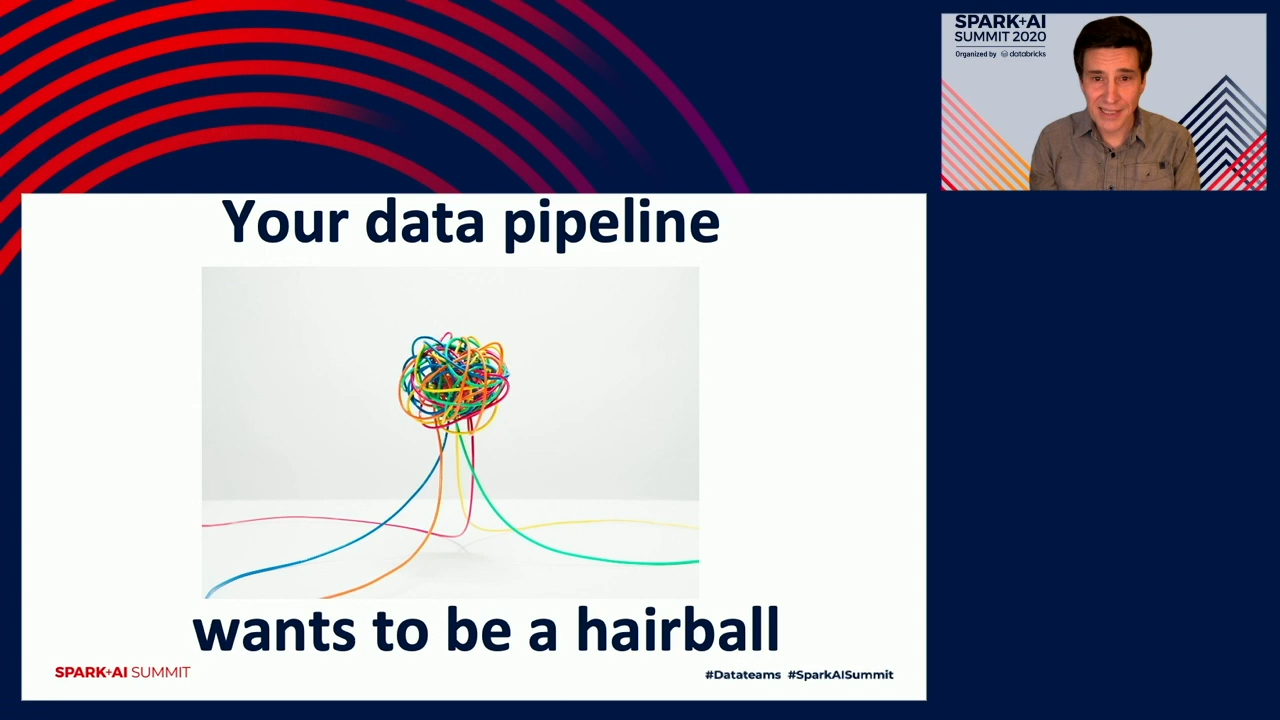 SPARK+AI
SUMMIT 2020
Organized by databricks
Your data pipeline
wants to be a hairball
SPARK+AI SUMMIT
#Datateams #SparkAISummit